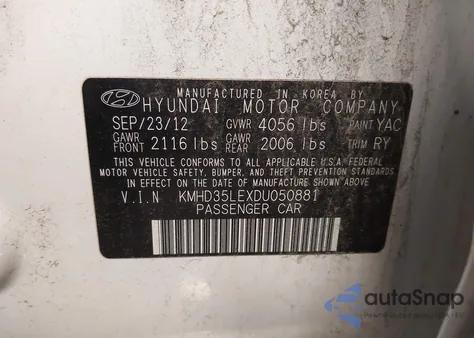 MANUFACTURED IN KOREA BY
HYUNDAI MOTOR COMPANY
SEP/23/12 GVWR 4056 lbs PAINT YAC
GAWR FRONT 2116 lbs GAWR REAR 2006 lbs TRIM RY
THIS VEHICLE CONFORMS TO ALL APPLICABLE U.S.A. FEDERAL
MOTOR VEHICLE SAFETY, BUMPER, AND THEFT PREVENTION STANDARDS
IN EFFECT ON THE DATE OF MANUFACTURE SHOWN ABOVE
V.I.N KMHD35LEXDU050881
PASSENGER CAR
autoSnap